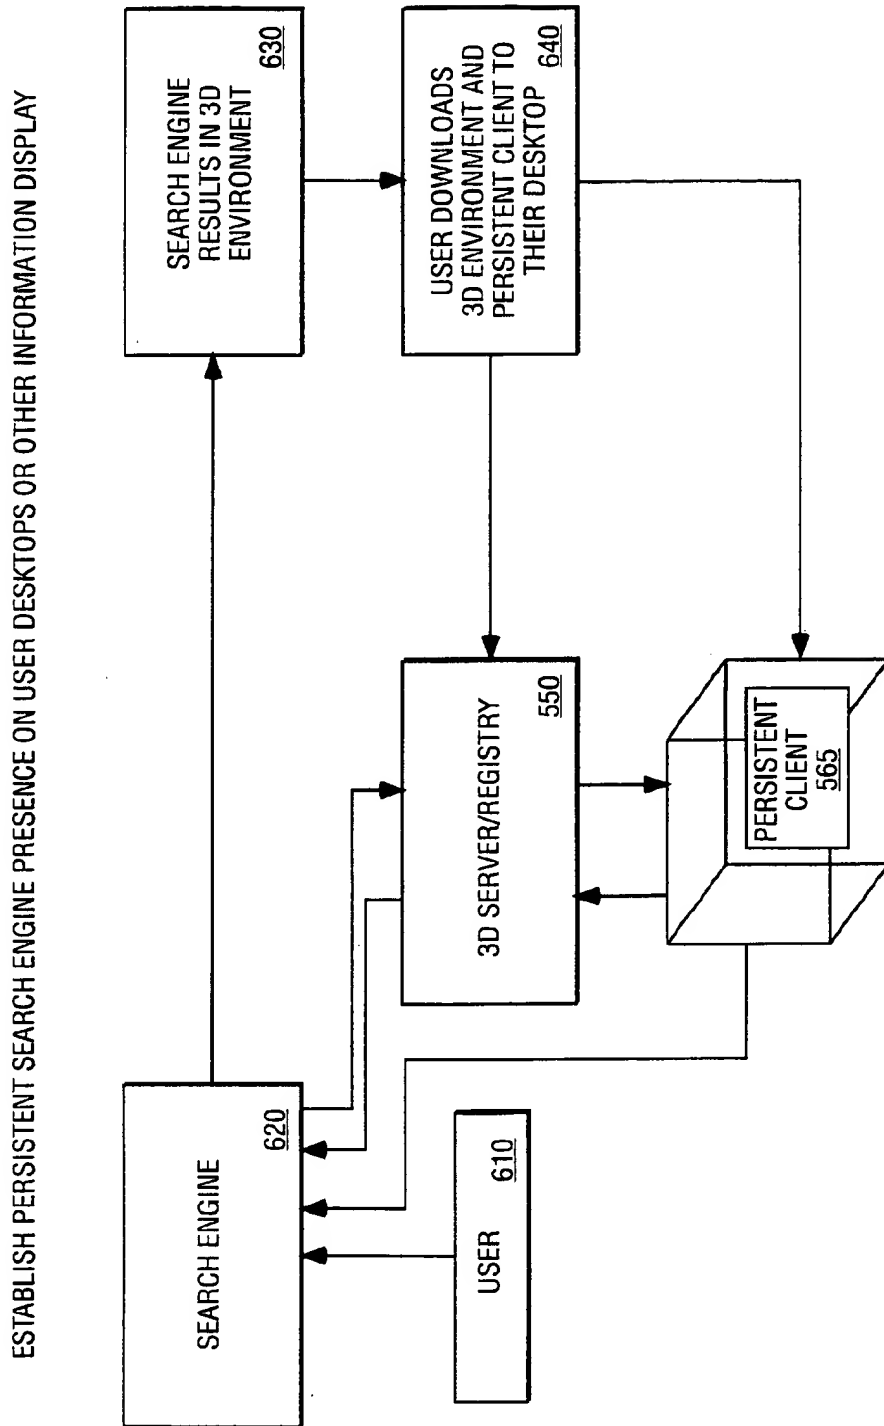 ESTABLISH PERSISTENT SEARCH ENGINE PRESENCE ON USER DESKTOPS OR OTHER INFORMATION DISPLAY
SEARCH ENGINE
620
SEARCH ENGINE
RESULTS IN 3D
ENVIRONMENT
630
USER
610
3D SERVER/REGISTRY
550
USER DOWNLOADS
3D ENVIRONMENT AND
PERSISTENT CLIENT TO
THEIR DESKTOP
640
PERSISTENT
CLIENT
565